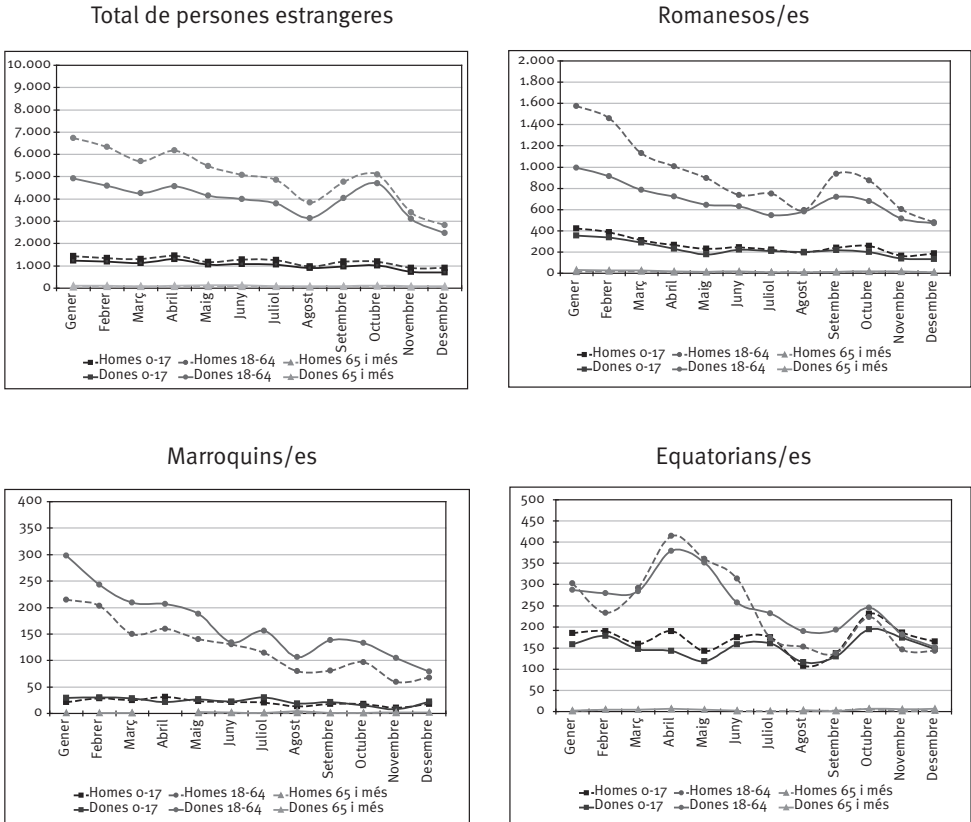 Total de persones estrangeres
10.000
9.000
8.000
7.000
6.000
5.000
4.000
3.000
2.000
1.000
0
Gener
Febrer
Març
Abril
Maig
Juny
Juliol
Agost
Setembre
Octubre
Novembre
Desembre
Homes 0-17 Homes 18-64 Homes 65 i més
Dones 0-17 Dones 18-64 Dones 65 i més
Romanesos/es
2.000
1.800
1.600
1.400
1.200
1.000
800
600
400
200
0
Gener
Febrer
Març
Abril
Maig
Juny
Juliol
Agost
Setembre
Octubre
Novembre
Desembre
Homes 0-17 Homes 18-64 Homes 65 i més
Dones 0-17 Dones 18-64 Dones 65 i més
Marroquins/es
400
350
300
250
200
150
100
50
0
Gener
Febrer
Març
Abril
Maig
Juny
Juliol
Agost
Setembre
Octubre
Novembre
Desembre
Homes 0-17 Homes 18-64 Homes 65 i més
Dones 0-17 Dones 18-64 Dones 65 i més
Equatorians/es
500
450
400
350
300
250
200
150
100
50
0
Gener
Febrer
Març
Abril
Maig
Juny
Juliol
Agost
Setembre
Octubre
Novembre
Desembre
Homes 0-17 Homes 18-64 Homes 65 i més
Dones 0-17 Dones 18-64 Dones 65 i més